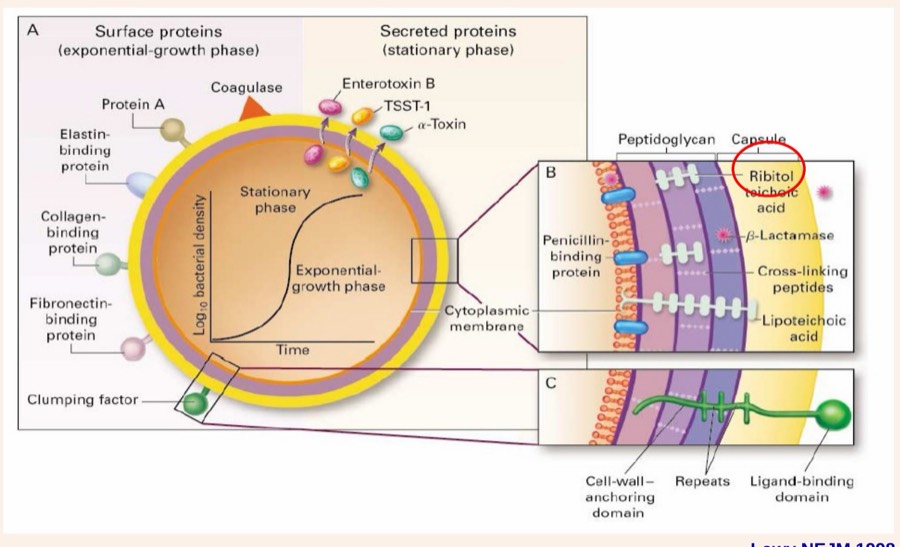 A
Surface proteins
(exponential-growth phase)
Secreted proteins
(stationary phase)
Coagulase
Enterotoxin B
TSST-1
α-Toxin
Protein A
Elastin-
binding
protein
Collagen-
binding
protein
Fibronectin-
binding
protein
Clumping factor
Stationary
phase
Exponential-
growth phase
Log10 bacterial density
Time
Cytoplasmic
membrane
Peptidoglycan
Capsule
B
Ribitol
teichoic
acid
β-Lactamase
Penicillin-
binding
protein
Cross-linking
peptides
Lipoteichoic
acid
C
Cell-wall–
anchoring
domain
Repeats
Ligand-binding
domain
Lowy NEJM 1998